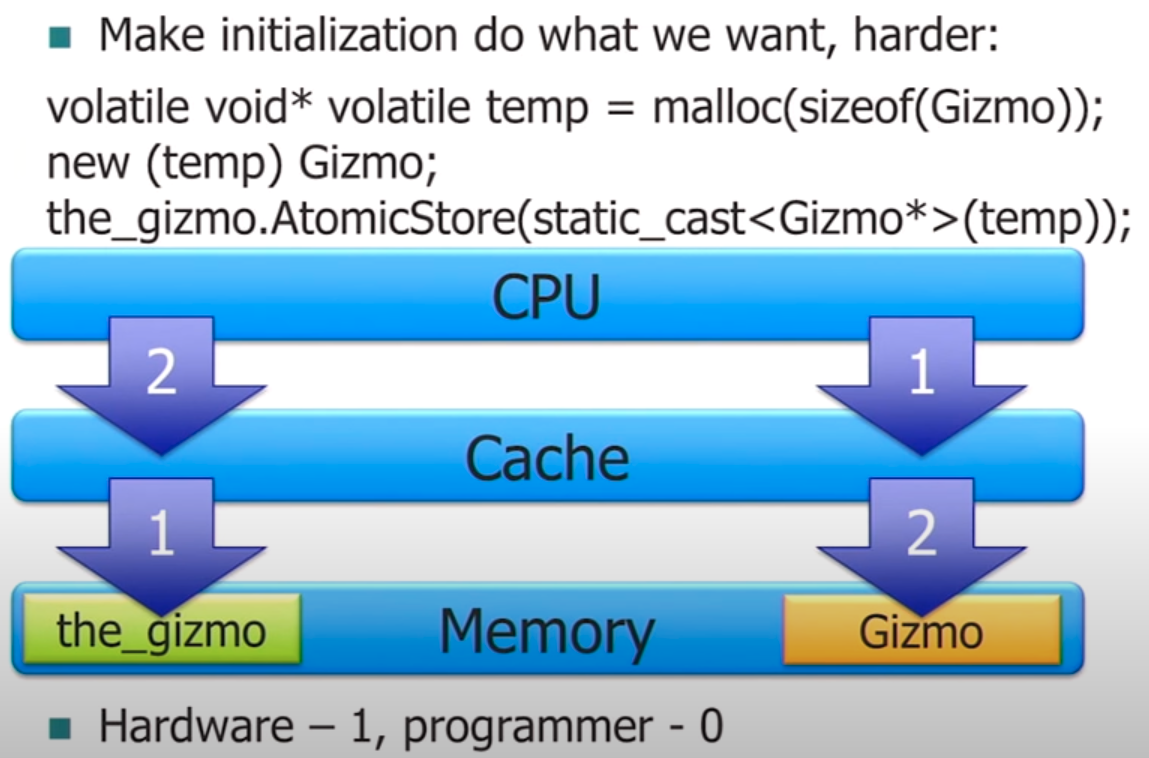 Make initialization do what we want, harder:
volatile void* volatile temp = malloc(sizeof(Gizmo));
new (temp) Gizmo;
the_gizmo.AtomicStore(static_cast<Gizmo*>(temp));
CPU
2 1
Cache
1 2
the_gizmo Memory Gizmo
Hardware – 1, programmer - 0